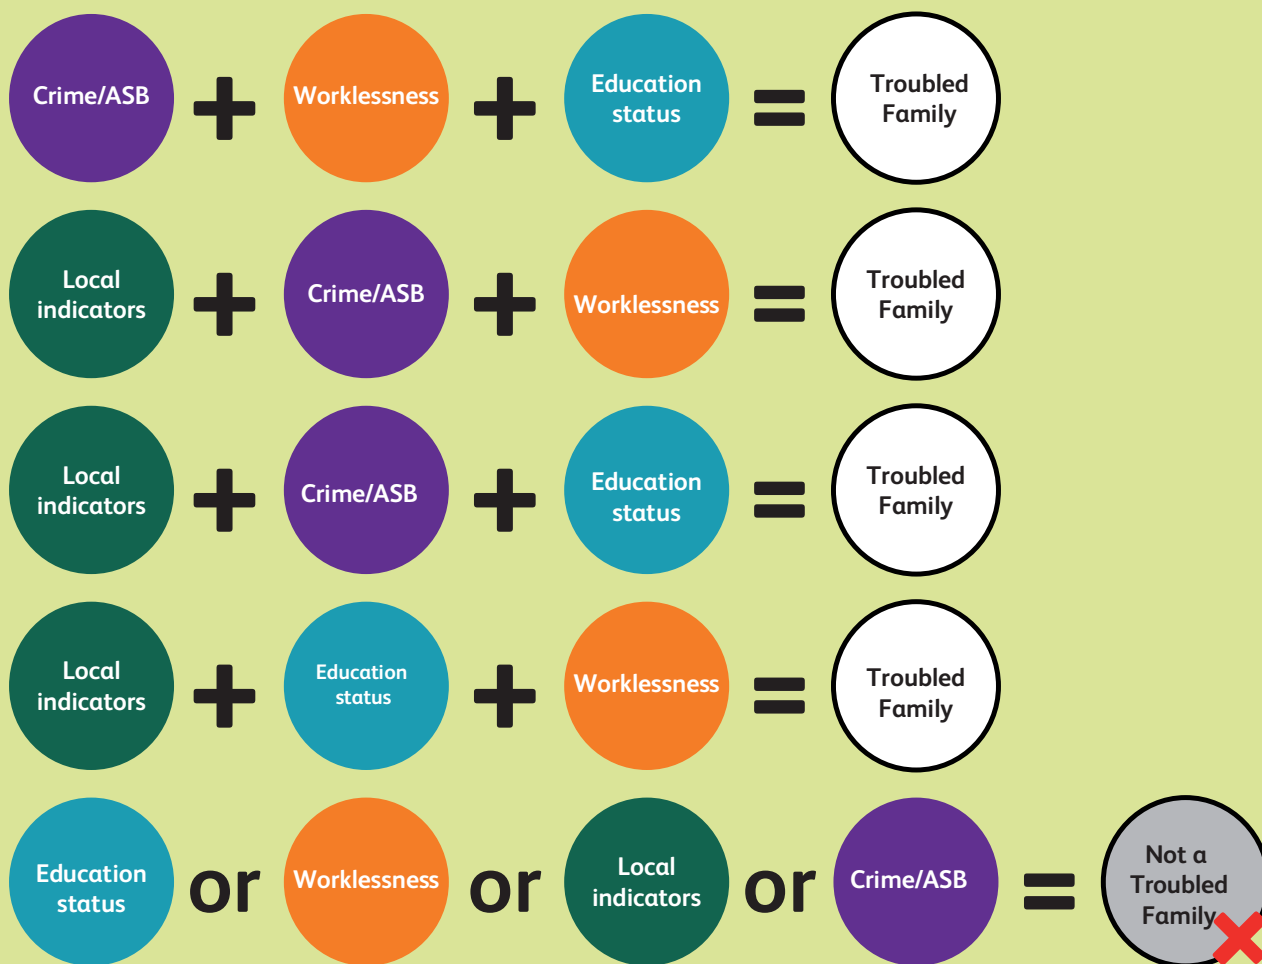 Crime/ASB + Worklessness + Education status = Troubled Family
Local indicators + Crime/ASB + Worklessness = Troubled Family
Local indicators + Crime/ASB + Education status = Troubled Family
Local indicators + Education status + Worklessness = Troubled Family
Education status or Worklessness or Local indicators or Crime/ASB = Not a Troubled Family